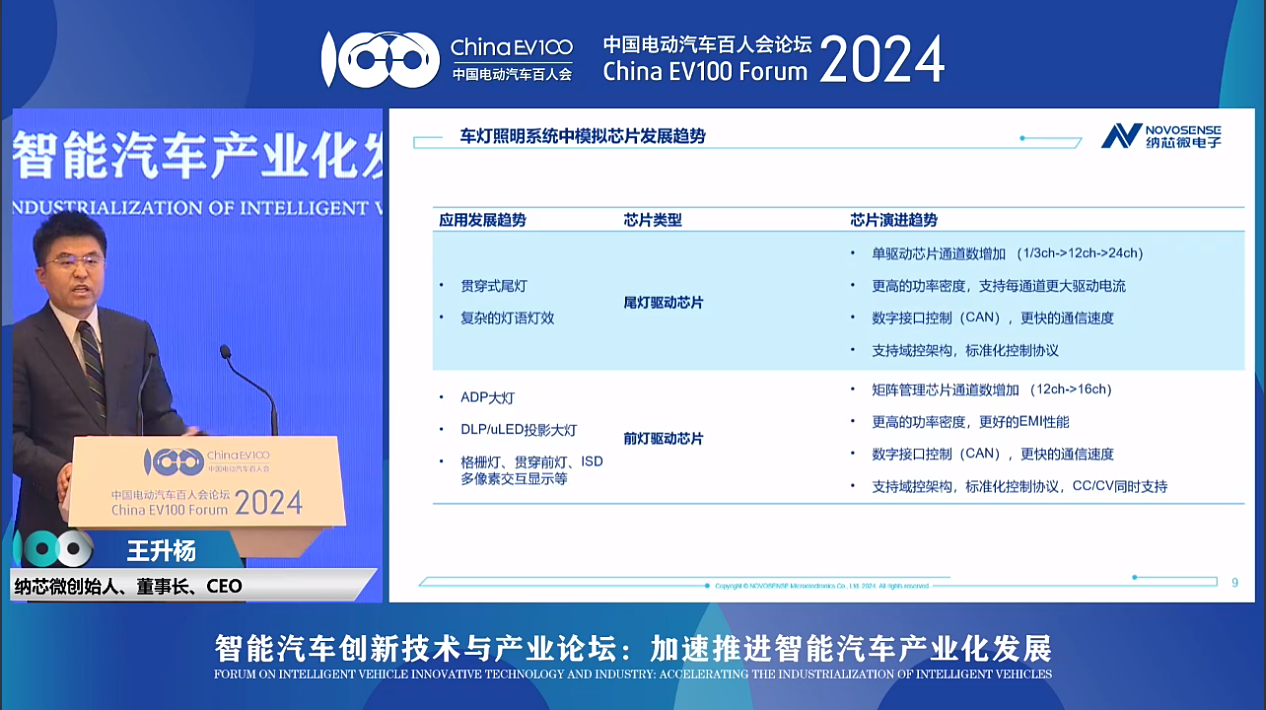 ChinaEV100
中国电动汽车百人会
中国电动汽车百人会论坛
China EV100 Forum
2024
智能汽车产业化发
NDUSTRIALIZATION OF INTELLIGENT V
ChinaEV100
中国电动汽车百人会
中国电动汽车百人会论坛
China EV100 Forum
2024
王升杨
纳芯微创始人、董事长、CEO
车灯照明系统中模拟芯片发展趋势
NOVOSENSE
纳芯微电子
应用发展趋势 芯片类型 芯片演进趋势
• 贯穿式尾灯
• 复杂的灯语灯效
尾灯驱动芯片
• 单驱动芯片通道数增加 （1/3ch->12ch->24ch）
• 更高的功率密度，支持每通道更大驱动电流
• 数字接口控制（CAN），更快的通信速度
• 支持域控架构，标准化控制协议
• ADP大灯
• DLP/uLED投影大灯
• 格栅灯、贯穿前灯、ISD
多像素交互显示等
前灯驱动芯片
• 矩阵管理芯片通道数增加 （12ch->16ch）
• 更高的功率密度，更好的EMI性能
• 数字接口控制（CAN），更快的通信速度
• 支持域控架构，标准化控制协议，CC/CV同时支持
Copyright © NOVOSENSE Microelectronics Co., Ltd. 2024. All rights reserved
9
智能汽车创新技术与产业论坛：加速推进智能汽车产业化发展
FORUM ON INTELLIGENT VEHICLE INNOVATIVE TECHNOLOGY AND INDUSTRY: ACCELERATING THE INDUSTRIALIZATION OF INTELLIGENT VEHICLES